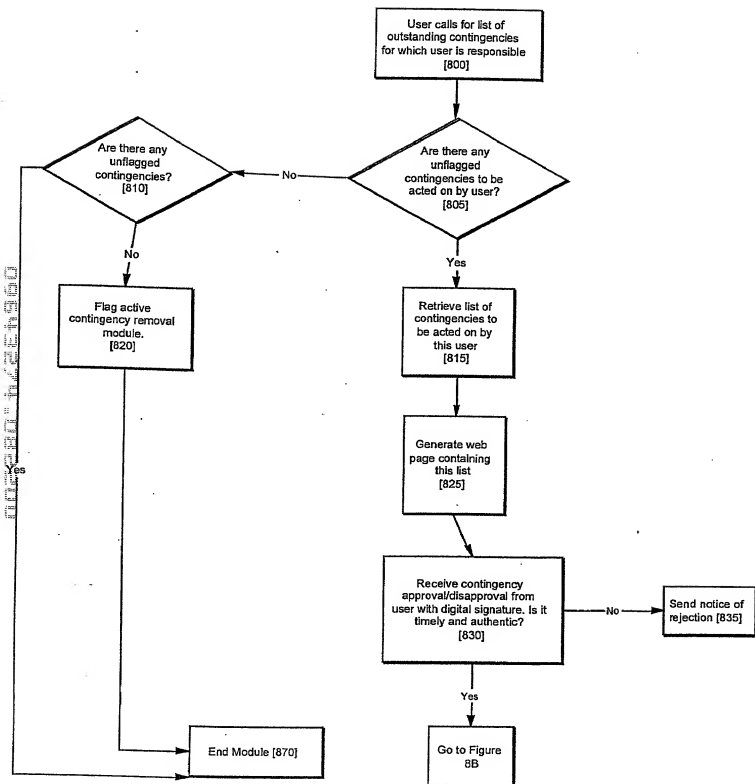 User calls for list of
outstanding contingencies
for which user is responsible
[800]
Are there any
unflagged
contingencies to be
acted on by user?
[805]
No
Are there any
unflagged
contingencies?
[810]
No
Yes
Flag active
contingency removal
module.
[820]
Retrieve list of
contingencies to
be acted on by
this user
[815]
Generate web
page containing
this list
[825]
Yes
Receive contingency
approval/disapproval from
user with digital signature. Is it
timely and authentic?
[830]
No
Send notice of
rejection [835]
Yes
End Module [870]
Go to Figure
8B